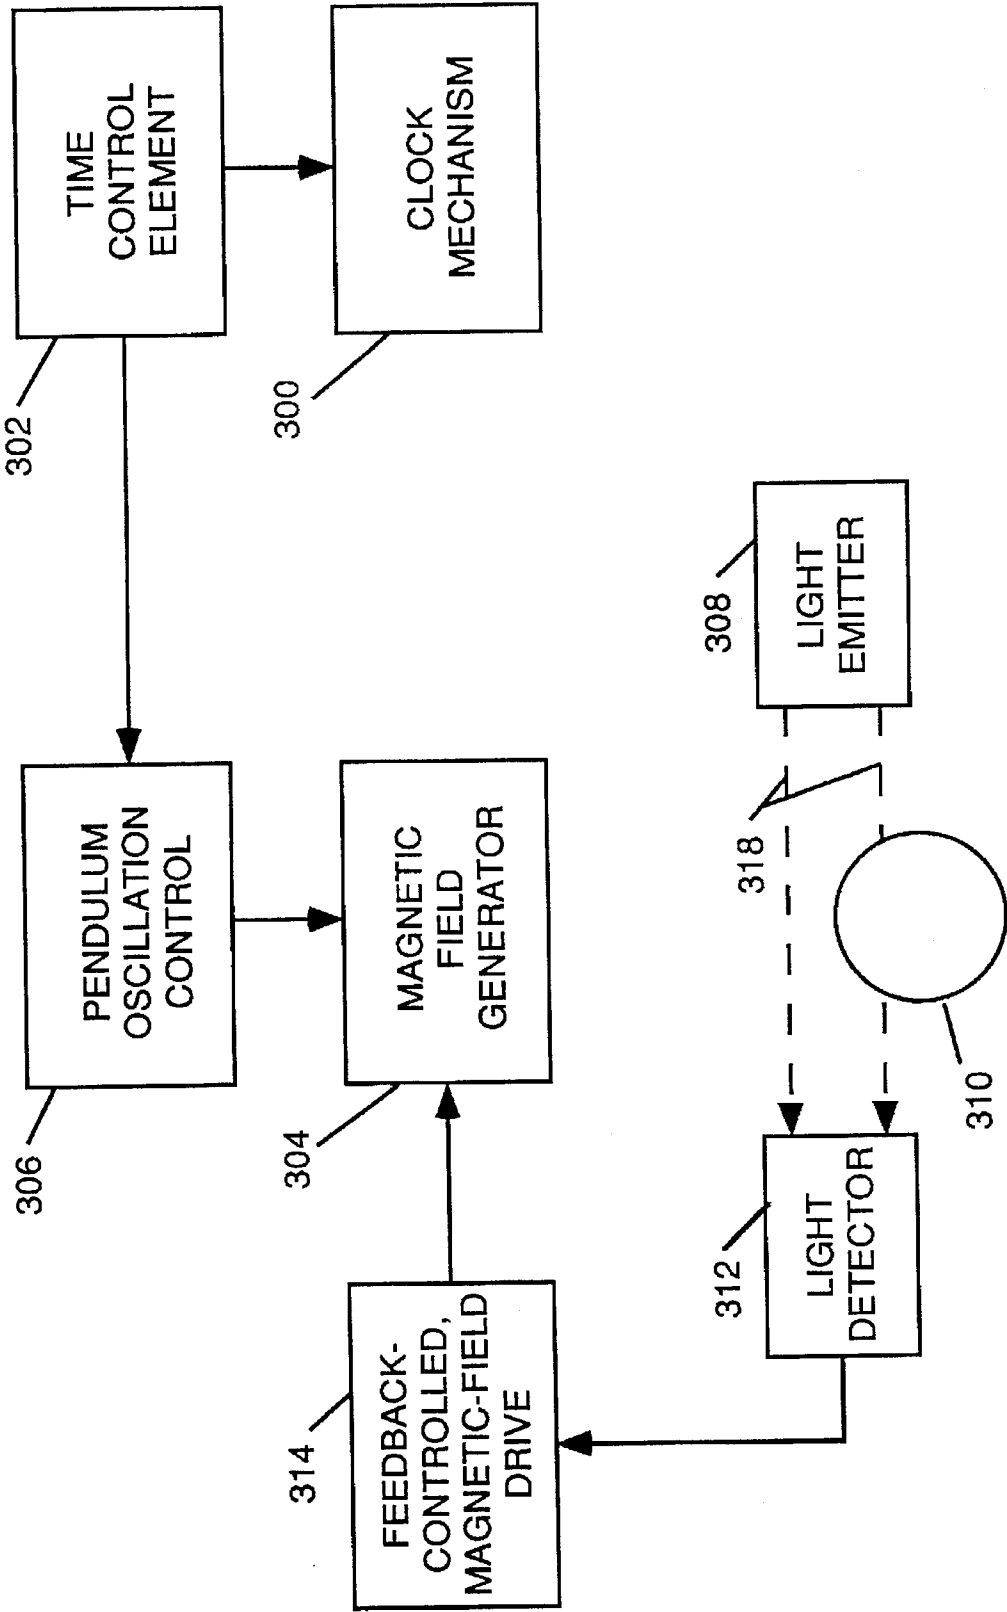 306
PENDULUM
OSCILLATION
CONTROL
302
TIME
CONTROL
ELEMENT
314
FEEDBACK-
CONTROLLED,
MAGNETIC-FIELD
DRIVE
304
MAGNETIC
FIELD
GENERATOR
300
CLOCK
MECHANISM
312
LIGHT
DETECTOR
310
318
308
LIGHT
EMITTER